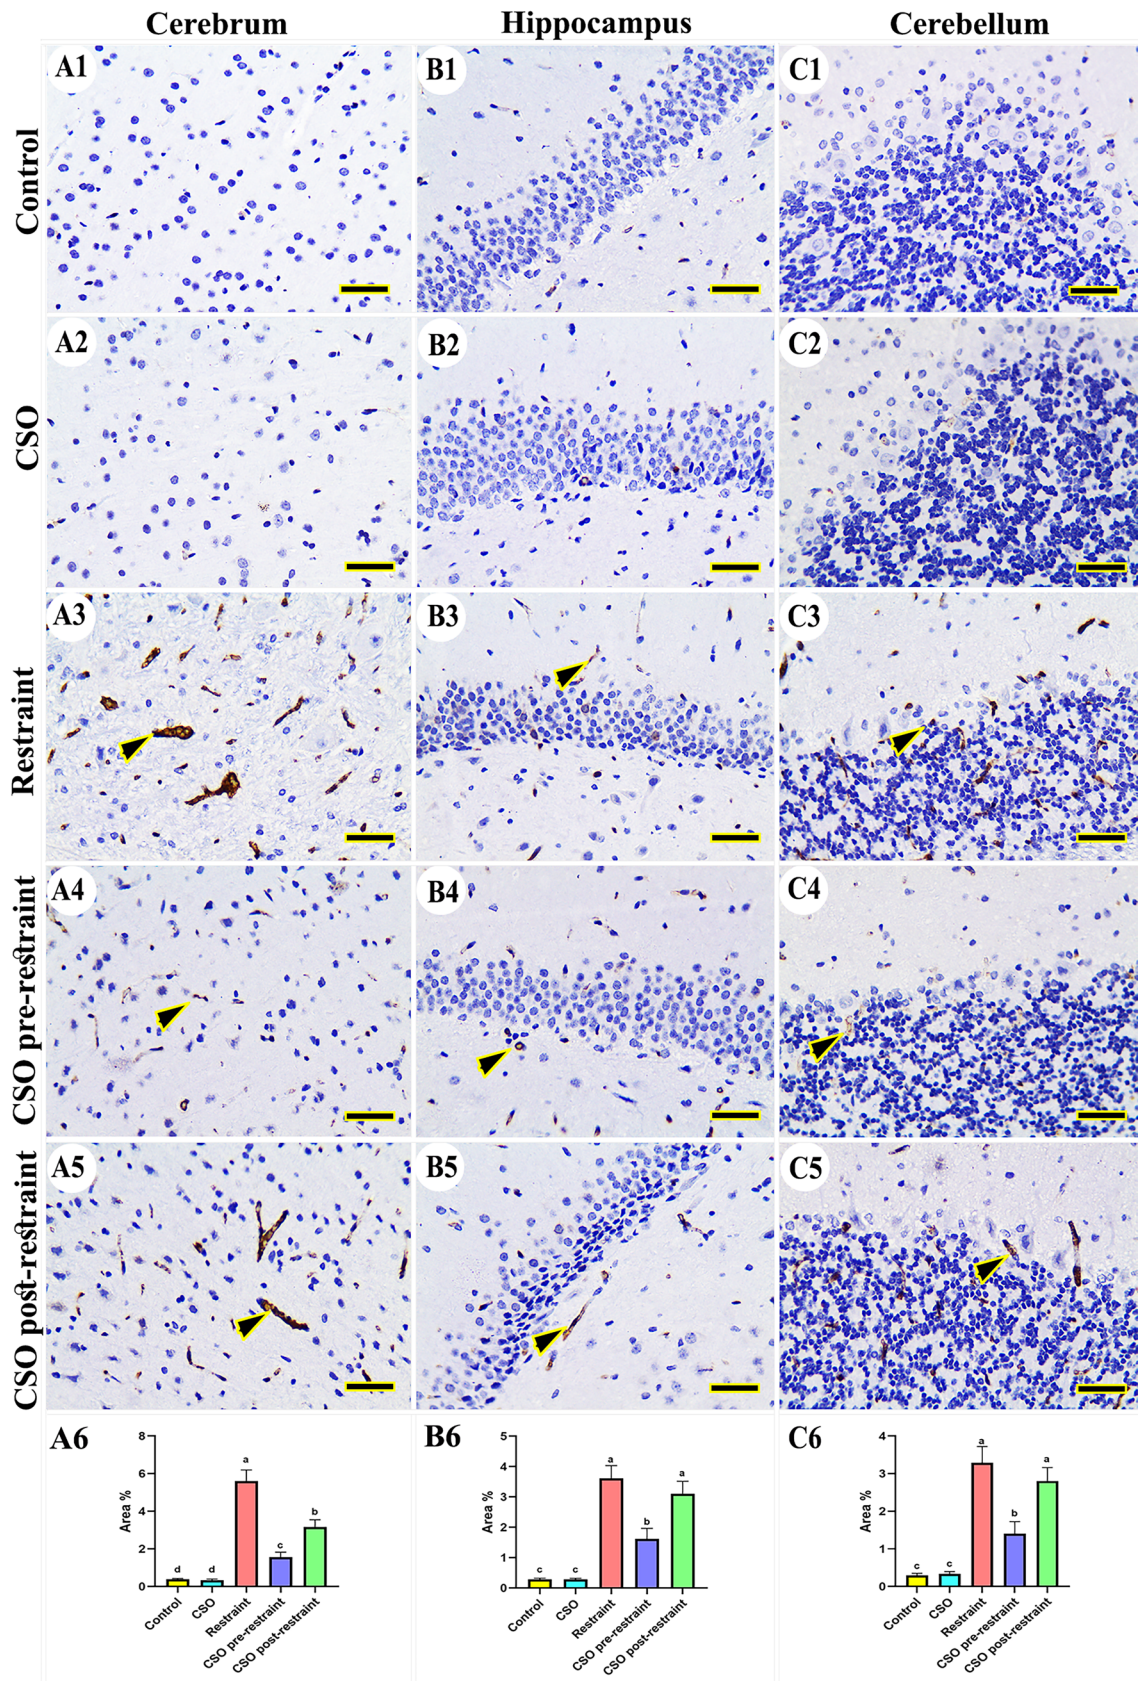 Cerebrum Hippocampus Cerebellum
Control
A1 B1 C1
CSO
A2 B2 C2
Restraint
A3 B3 C3
CSO pre-restraint
A4 B4 C4
CSO post-restraint
A5 B5 C5
A6
Area %
8
6
4
2
0
d d a c b
Control
CSO
Restraint
CSO pre-restraint
CSO post-restraint
B6
Area %
5
4
3
2
1
0
c c a b a
Control
CSO
Restraint
CSO pre-restraint
CSO post-restraint
C6
Area %
4
3
2
1
0
c c a b a
Control
CSO
Restraint
CSO pre-restraint
CSO post-restraint